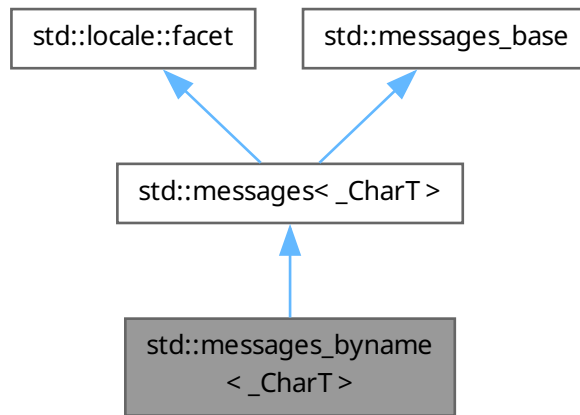 std::locale::facet
std::messages_base
std::messages< _CharT >
std::messages_byname
< _CharT >